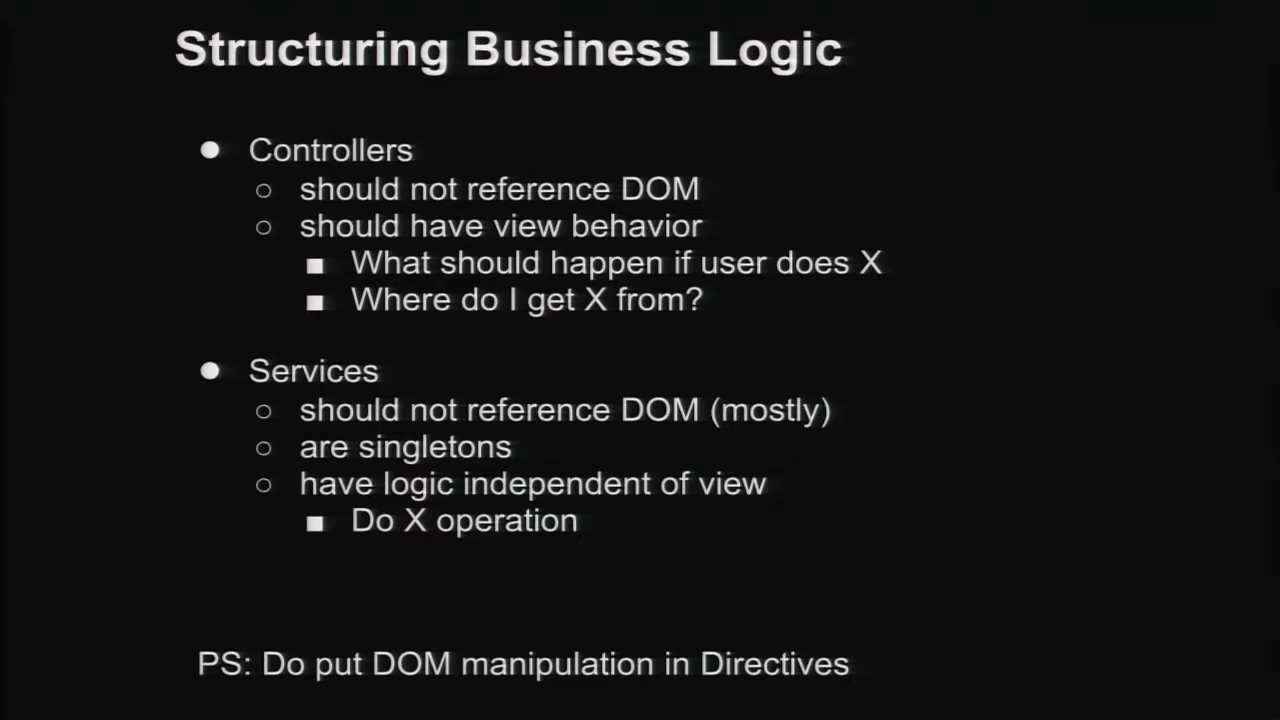 Structuring Business Logic
● Controllers
○ should not reference DOM
○ should have view behavior
■ What should happen if user does X
■ Where do I get X from?
● Services
○ should not reference DOM (mostly)
○ are singletons
○ have logic independent of view
■ Do X operation
PS: Do put DOM manipulation in Directives